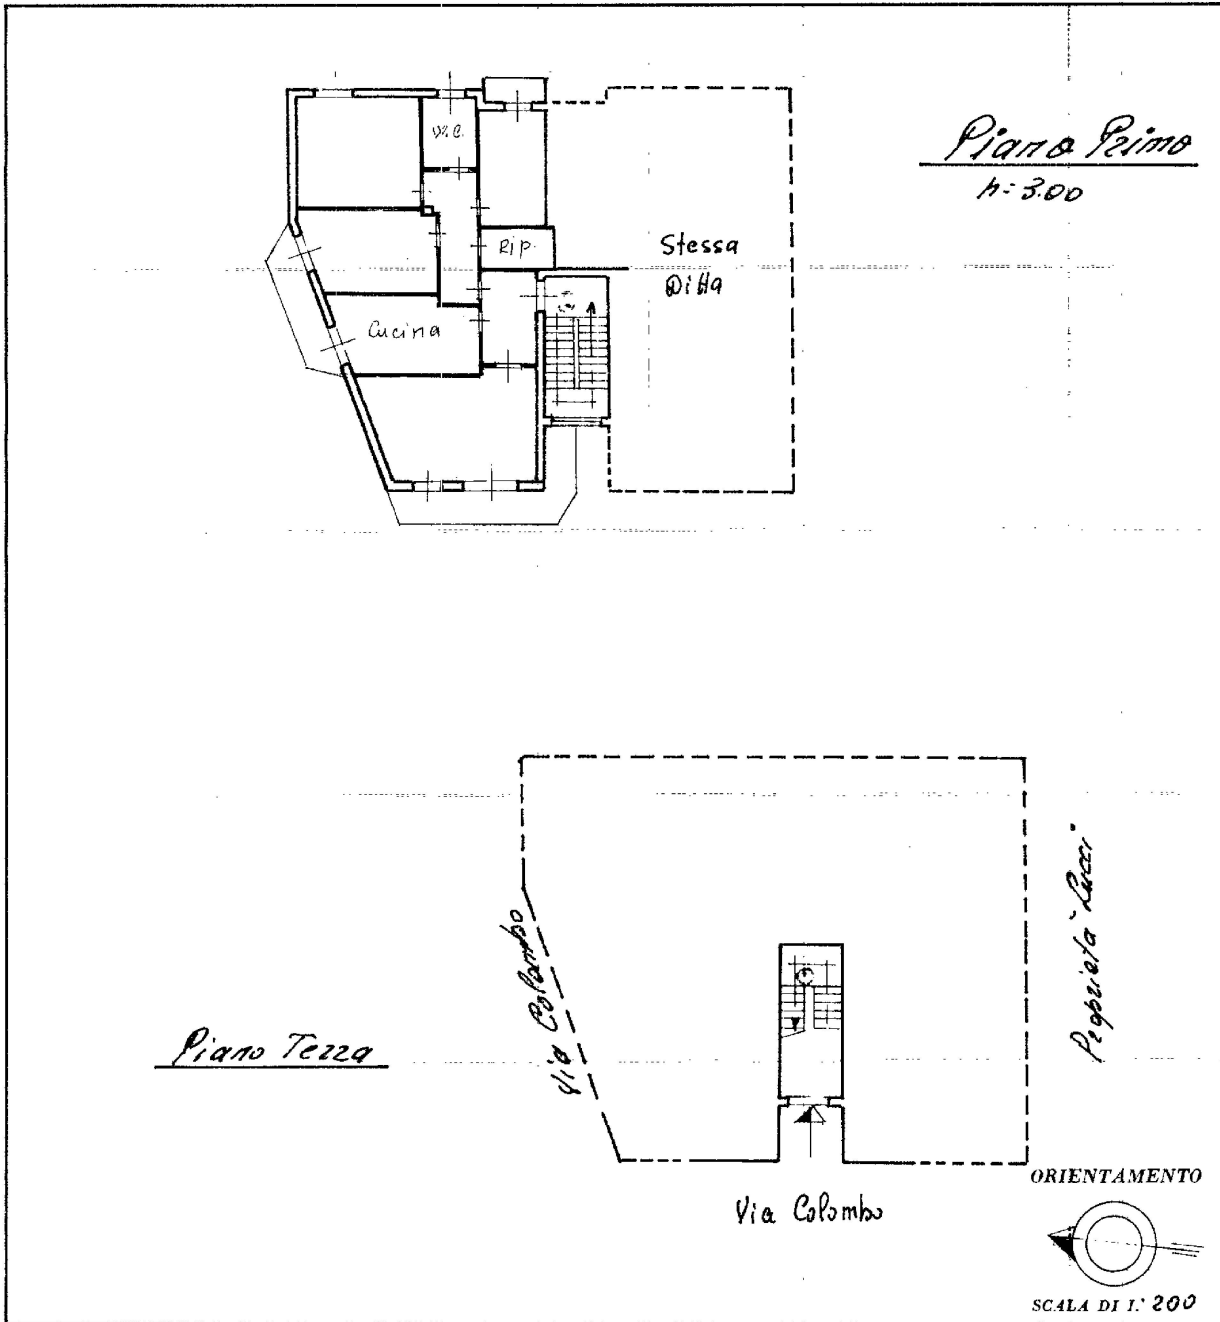 Piano Primo
h=3.00
W.C.
Rip.
Stessa
Ditta
Cucina
Via Colombo
Proprietà Lucci
Piano Terra
Via Colombo
ORIENTAMENTO
SCALA DI 1:200